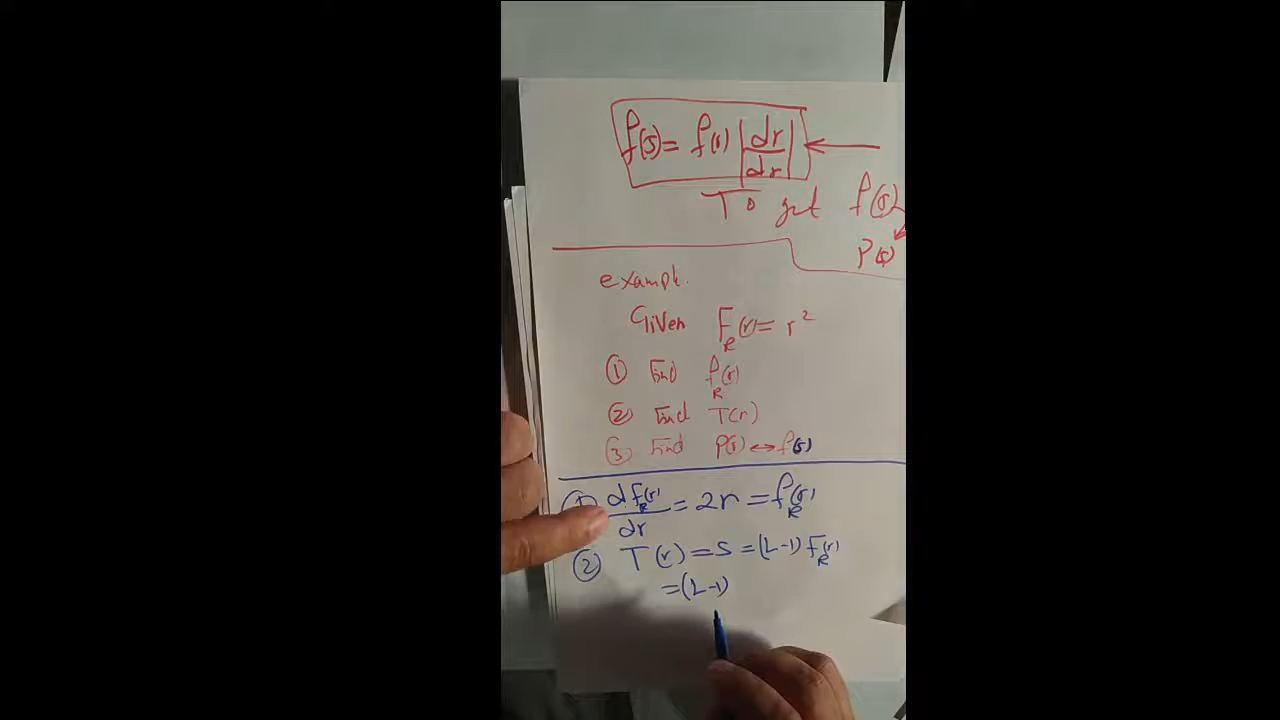 f(s) = f(r) |dr/dr| ←
To get f(r)
P(s)
example.
Given F_R(r) = r²
① Find f_R(r)
② Find T(r)
③ Find P(s) ↔ f(s)
① dF_R(r)/dr = 2r = f_R(r)
② T(r) = S = (L-1) F_R(r)
= (L-1)